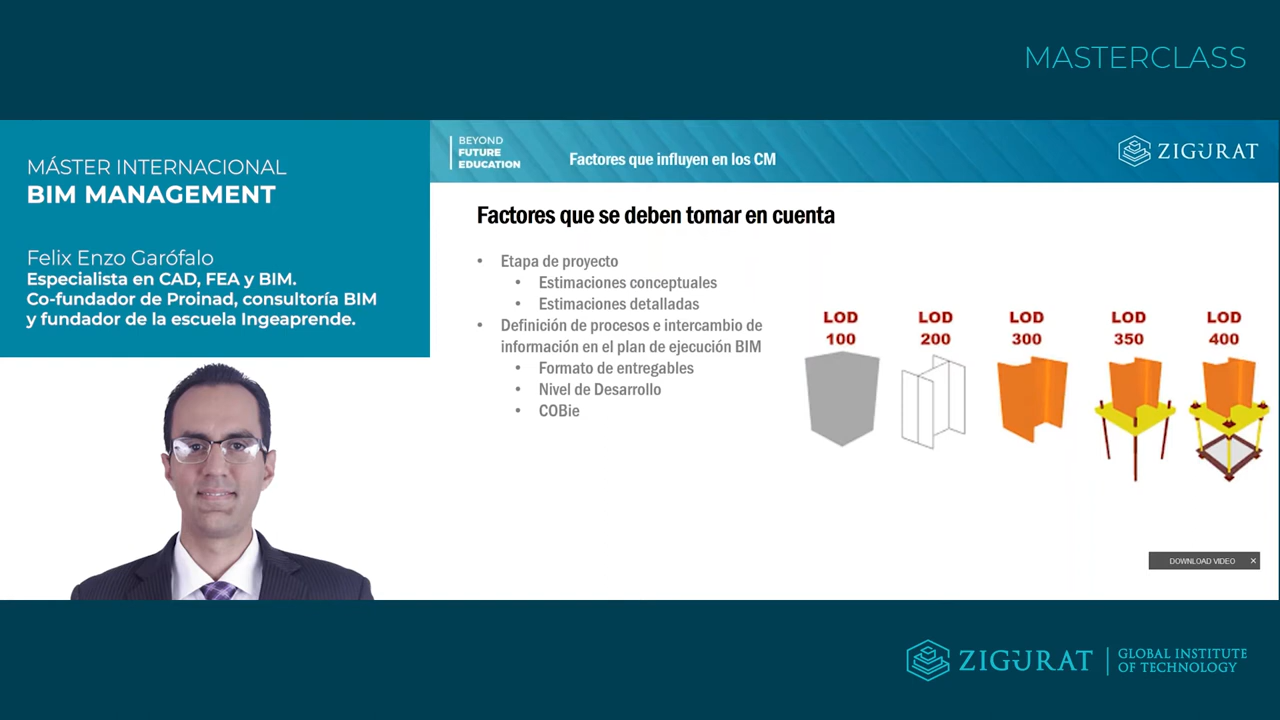 MASTERCLASS
MÁSTER INTERNACIONAL
BIM MANAGEMENT
Felix Enzo Garófalo
Especialista en CAD, FEA y BIM.
Co-fundador de Proinad, consultoría BIM
y fundador de la escuela Ingeaprende.
BEYOND
FUTURE
EDUCATION
Factores que influyen en los CM
ZIGURAT
Factores que se deben tomar en cuenta
• Etapa de proyecto
• Estimaciones conceptuales
• Estimaciones detalladas
• Definición de procesos e intercambio de
información en el plan de ejecución BIM
• Formato de entregables
• Nivel de Desarrollo
• COBie
LOD 100
LOD 200
LOD 300
LOD 350
LOD 400
DOWNLOAD VIDEO ×
ZIGURAT
GLOBAL INSTITUTE
OF TECHNOLOGY